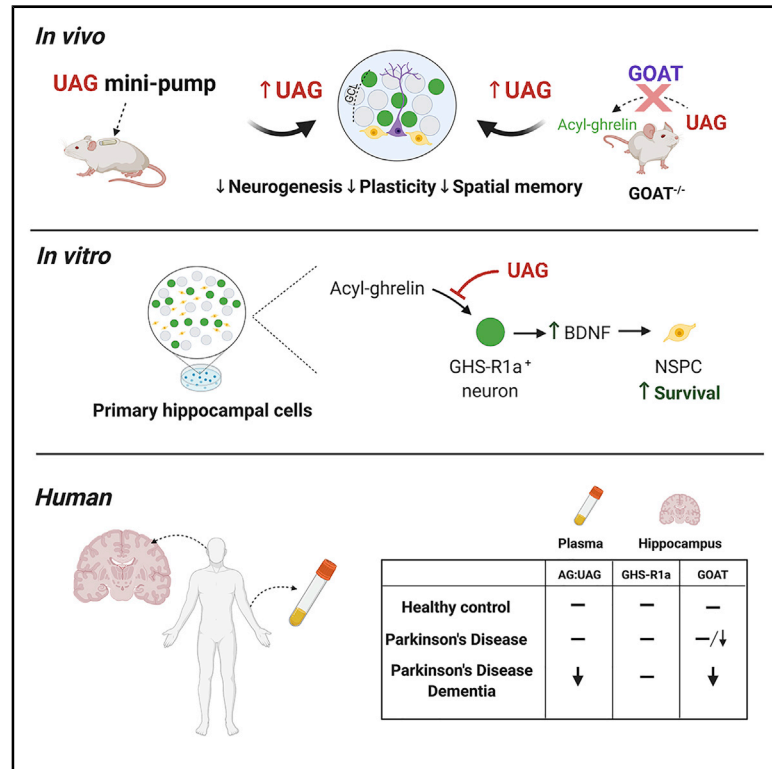 In vivo
UAG mini-pump
↑UAG
GCL
↑UAG
GOAT
Acyl-ghrelin
UAG
GOAT-/-
↓Neurogenesis ↓Plasticity ↓Spatial memory
In vitro
Primary hippocampal cells
Acyl-ghrelin
UAG
GHS-R1a+
neuron
↑BDNF
NSPC
↑Survival
Human
Plasma Hippocampus
AG:UAG GHS-R1a GOAT
Healthy control – – –
Parkinson's Disease – – –/↓
Parkinson's Disease
Dementia ↓ – ↓